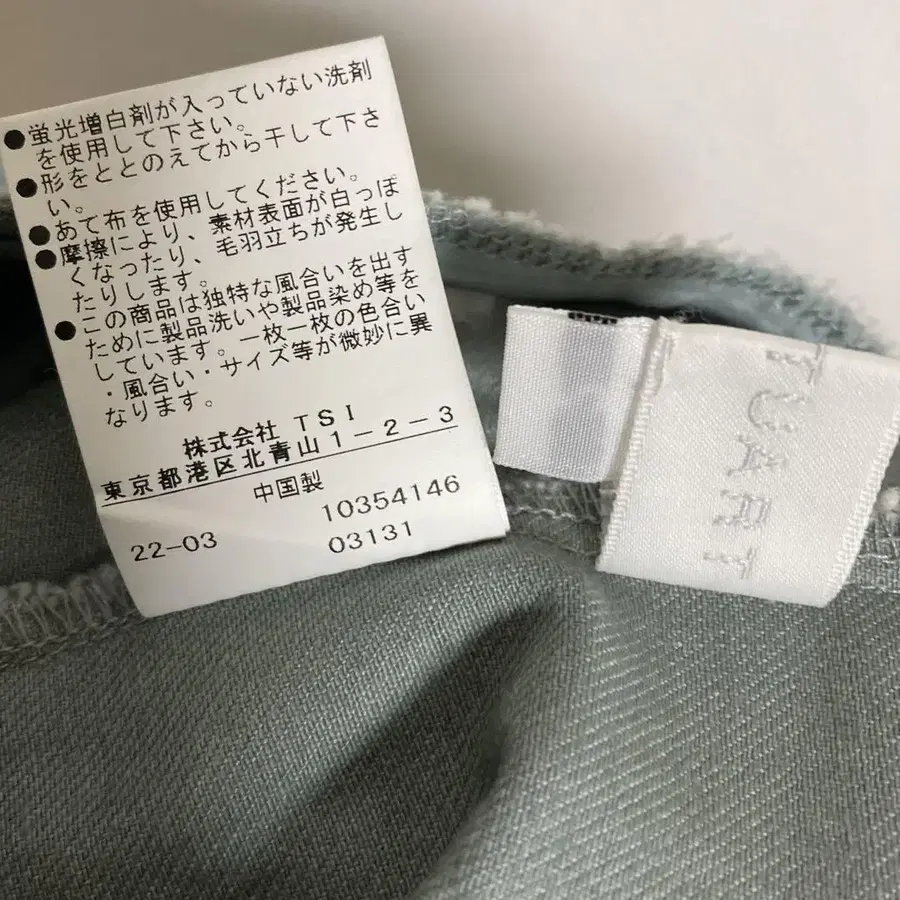 ●蛍光増白剤が入っていない洗剤
を使用して下さい。
●形をととのえてから干して下さ
い。
●あて布を使用してください。
●摩擦により、素材表面が白っぽ
くなったり、毛羽立ちが発生し
たりします。
●この商品は独特な風合いを出す
ために製品洗いや製品染め等を
しています。一枚一枚の色合い
・風合い・サイズ等が微妙に異
なります。
株式会社 TSI
東京都港区北青山1-2-3
中国製
10354146
22-03 03131